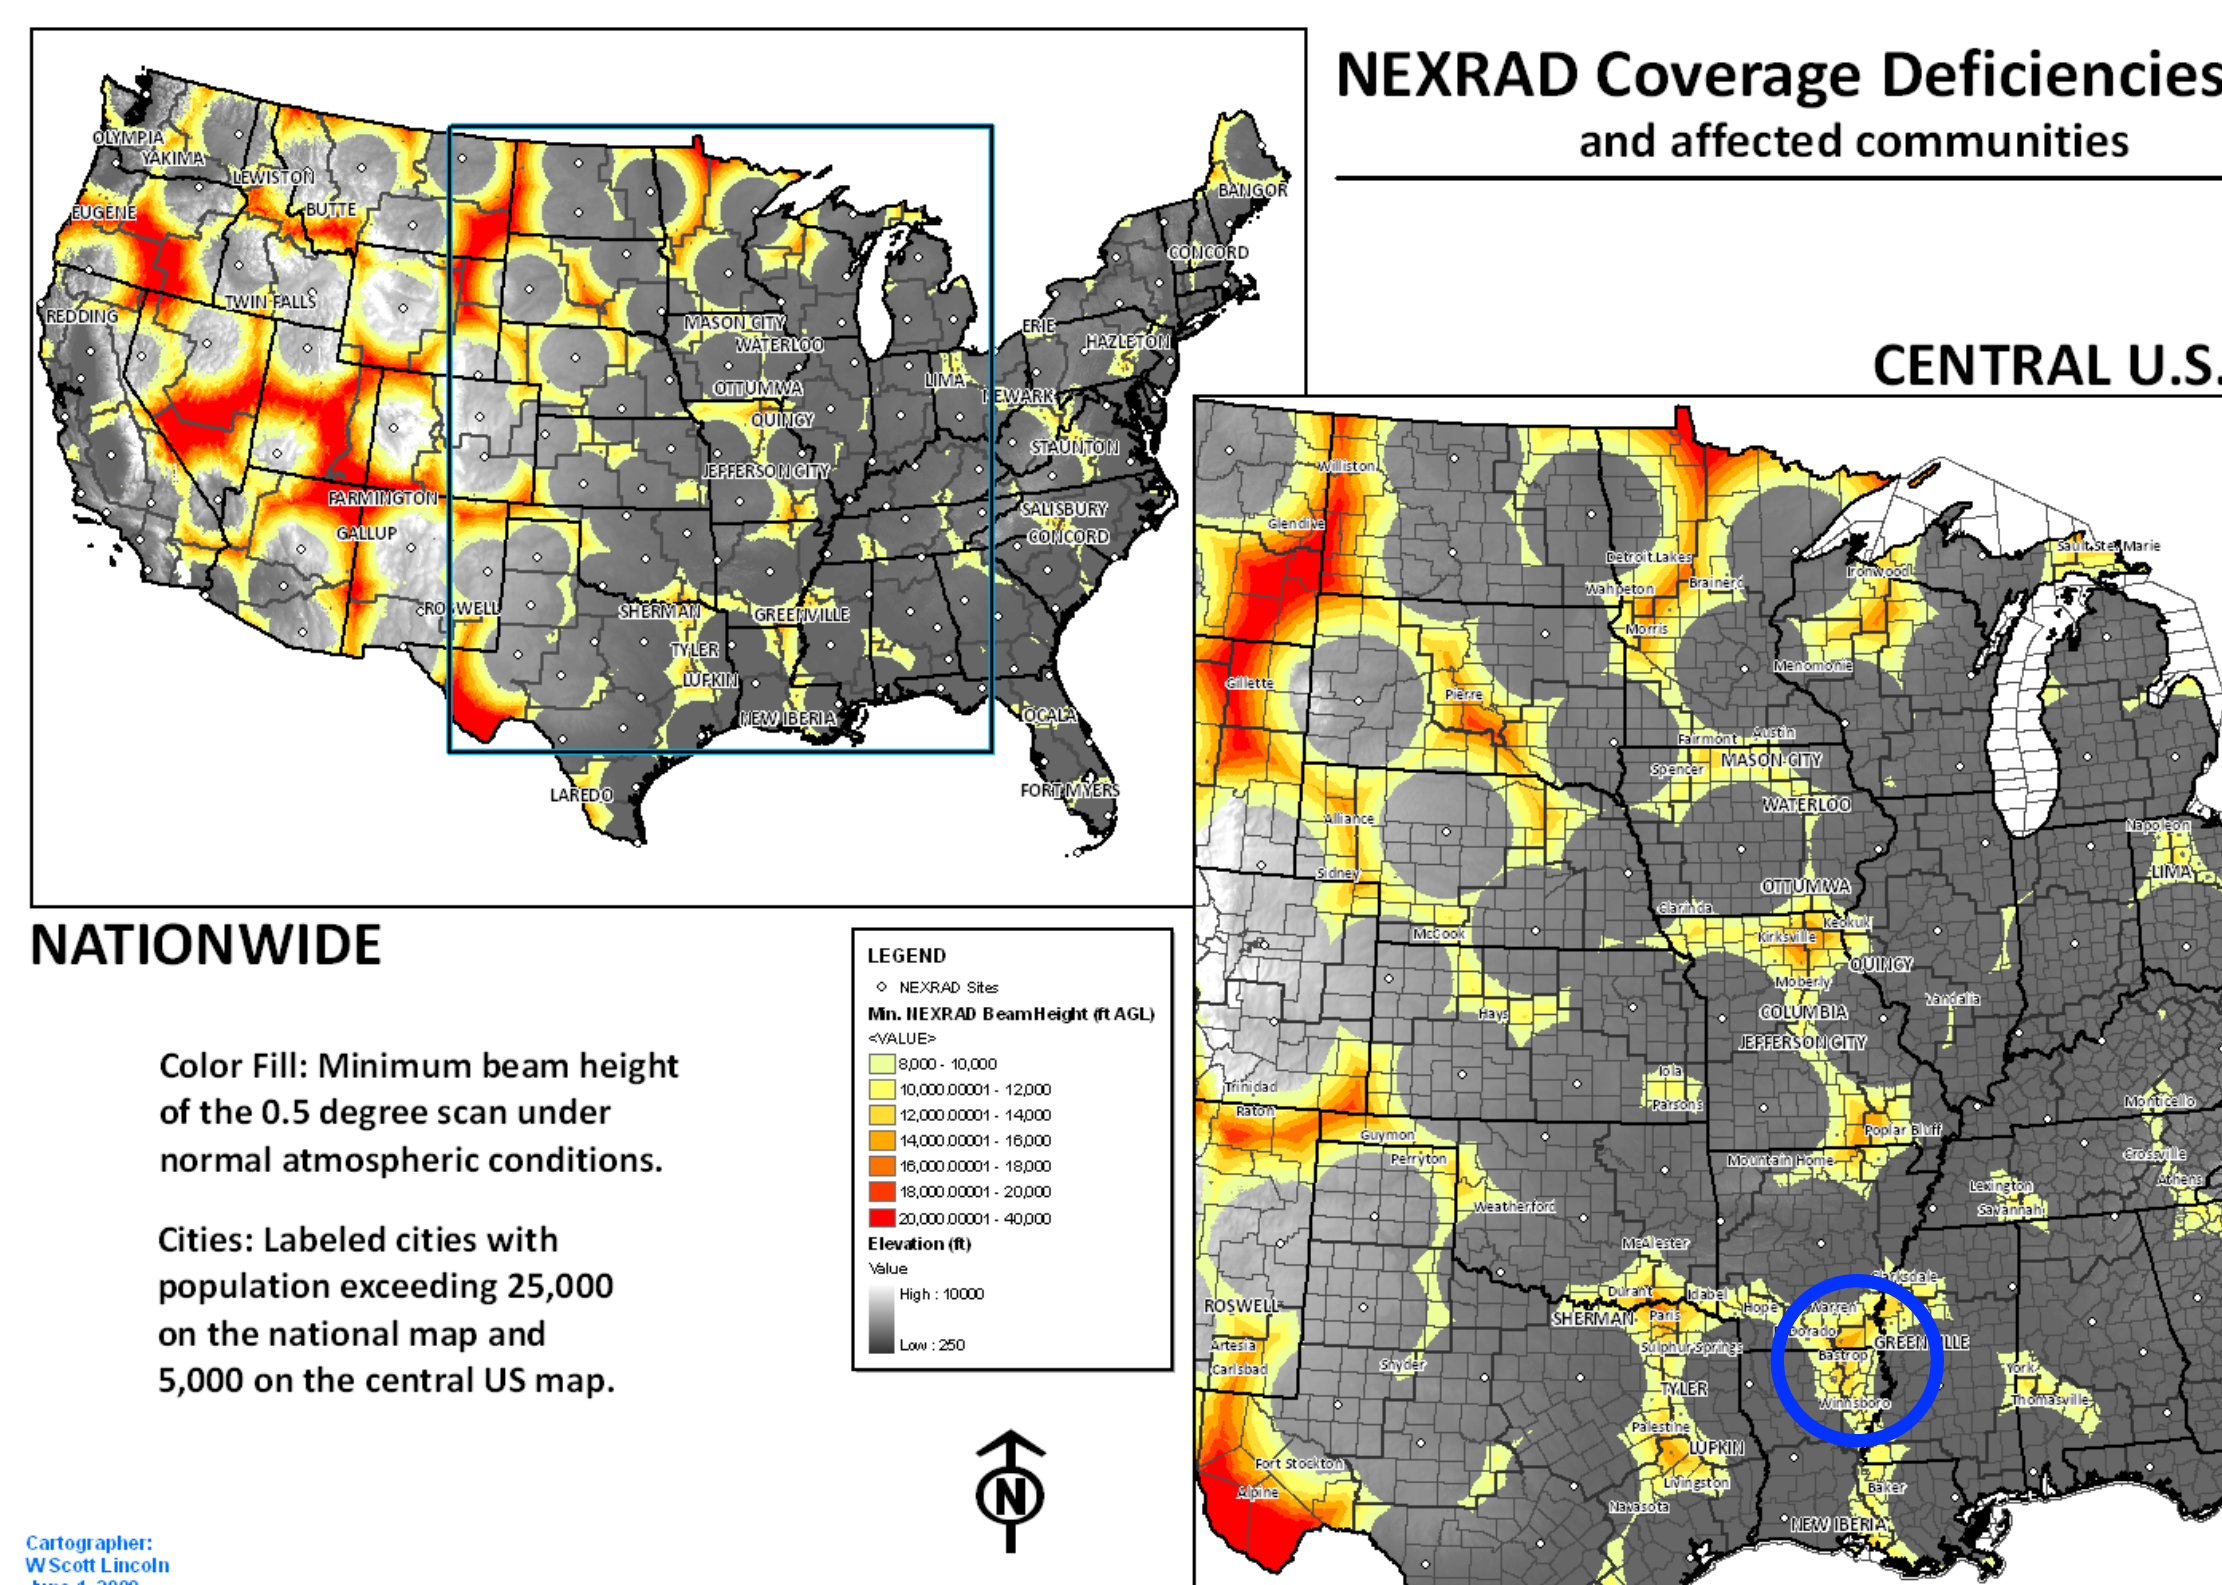 NEXRAD Coverage Deficiencies
and affected communities
OLYMPIA
YAKIMA
LEWISTON
BUTTE
EUGENE
TWIN FALLS
REDDING
FARMINGTON
GALLUP
ROSWELL
MASON CITY
WATERLOO
OTTUMWA
QUINCY
JEFFERSON CITY
SHERMAN
GREENVILLE
TYLER
LUFKIN
NEW IBERIA
LAREDO
LIMA
NEWARK
ERIE
HAZLETON
STAUNTON
SALISBURY
CONCORD
CONCORD
BANGOR
OCALA
FORT MYERS
NATIONWIDE
Color Fill: Minimum beam height
of the 0.5 degree scan under
normal atmospheric conditions.
Cities: Labeled cities with
population exceeding 25,000
on the national map and
5,000 on the central US map.
Cartographer:
W Scott Lincoln
LEGEND
NEXRAD Sites
Min. NEXRAD Beam Height (ft AGL)
<VALUE>
8,000 - 10,000
10,000.00001 - 12,000
12,000.00001 - 14,000
14,000.00001 - 16,000
16,000.00001 - 18,000
18,000.00001 - 20,000
20,000.00001 - 40,000
Elevation (ft)
Value
High : 10000
Low : 250
N
CENTRAL U.S.
Williston
Glendive
Detroit Lakes
Wahpeton
Brainerd
Morris
Ironwood
Sault Ste. Marie
Menomonie
Gillette
Pierre
Fairmont
Austin
Spencer
MASON CITY
WATERLOO
Alliance
Sidney
Napoleon
LIMA
OTTUMWA
Clarinda
Keokuk
Kirksville
McCook
QUINCY
Moberly
COLUMBIA
JEFFERSON CITY
Vandalia
Hays
Iola
Parsons
Trinidad
Raton
Guymon
Perryton
Poplar Bluff
Mountain Home
Monticello
Crossville
Athens
Lexington
Savannah
Weatherford
McAlester
Durant
Idabel
Hope
Warren
Clarksdale
ROSWELL
SHERMAN
Paris
Sulphur Springs
GREENVILLE
Bastrop
Winnsboro
Artesia
Carlsbad
Snyder
TYLER
York
Thomasville
Palestine
LUFKIN
Livingston
Navasota
Fort Stockton
Alpine
Baker
NEW IBERIA